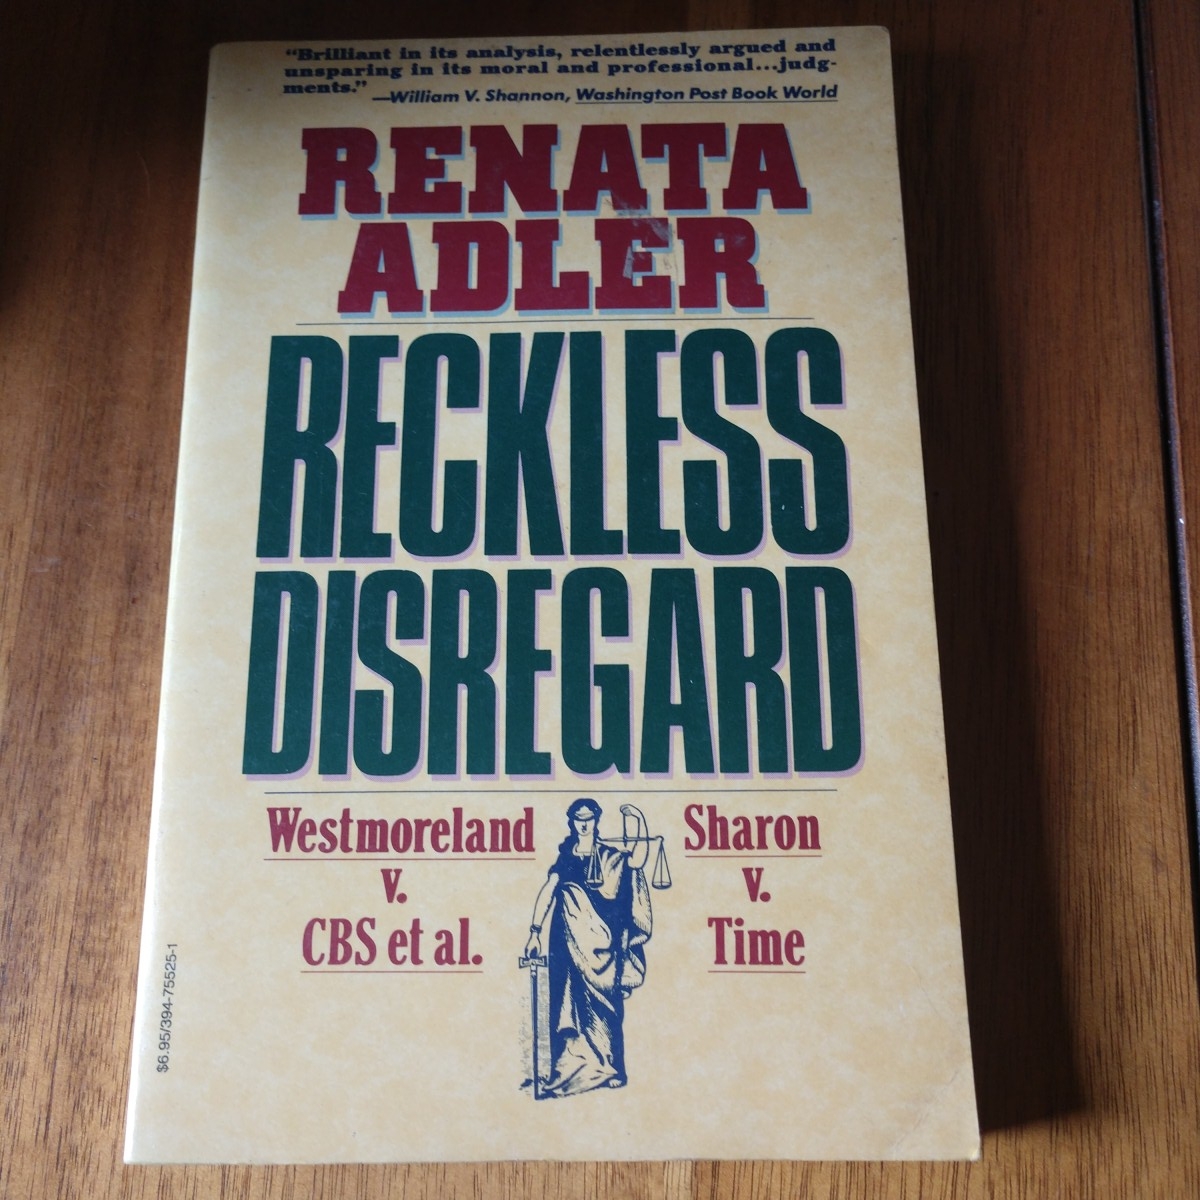 “Brilliant in its analysis, relentlessly argued and
unsparing in its moral and professional...judg-
ments.”
—William V. Shannon, Washington Post Book World
RENATA
ADLER
RECKLESS
DISREGARD
Westmoreland
v.
CBS et al.
Sharon
v.
Time
$6.95/394-75525-1